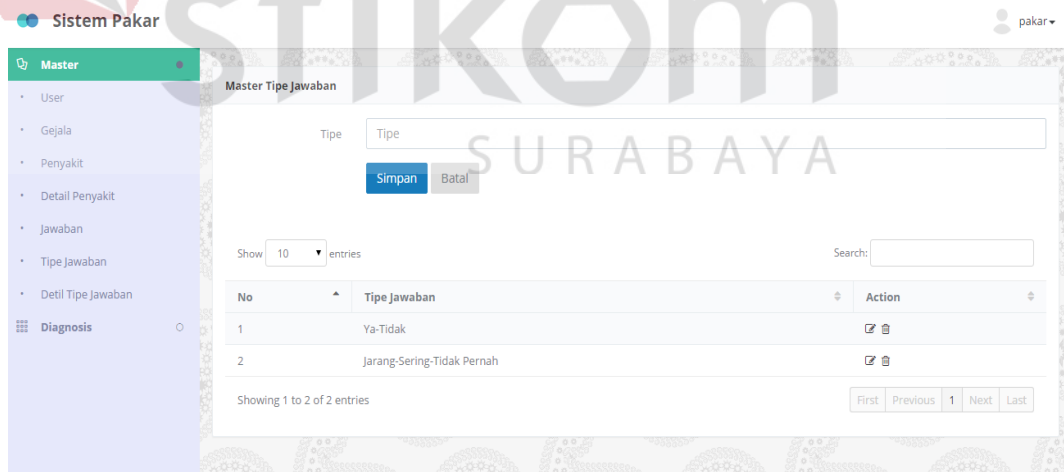 stikom
SURABAYA
Sistem Pakar
pakar
Master
User
Gejala
Penyakit
Detail Penyakit
Jawaban
Tipe Jawaban
Detil Tipe Jawaban
Diagnosis
Master Tipe Jawaban
Tipe
Tipe
Simpan Batal
Show 10 entries
Search:
No Tipe Jawaban Action
1 Ya-Tidak
2 Jarang-Sering-Tidak Pernah
Showing 1 to 2 of 2 entries
First Previous 1 Next Last